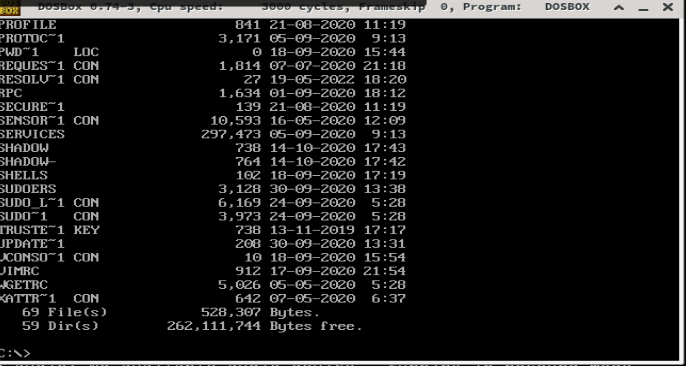 DOSBox 0.74-3, Cpu speed: 3000 cycles, Frameskip 0, Program: DOSBOX
PROFILE 841 21-08-2020 11:19
PROTOC~1 3,171 05-09-2020 9:13
PWD~1 LOC 0 18-09-2020 15:44
REQUES~1 CON 1,814 07-07-2020 21:18
RESOLV~1 CON 27 19-05-2022 18:20
RPC 1,634 01-09-2020 18:12
SECURE~1 139 21-08-2020 11:19
SENSOR~1 CON 10,593 16-05-2020 12:09
SERVICES 297,473 05-09-2020 9:13
SHADOW 738 14-10-2020 17:43
SHADOW- 764 14-10-2020 17:42
SHELLS 102 18-09-2020 17:19
SUDOERS 3,128 30-09-2020 13:38
SUDO_L~1 CON 6,169 24-09-2020 5:28
SUDO~1 CON 3,973 24-09-2020 5:28
TRUSTE~1 KEY 738 13-11-2019 17:17
UPDATE~1 208 30-09-2020 13:31
VCONSO~1 CON 10 18-09-2020 15:54
VIMRC 912 17-09-2020 21:54
WGETRC 5,026 05-05-2020 5:28
XATTR~1 CON 642 07-05-2020 6:37
69 File(s) 528,307 Bytes.
59 Dir(s) 262,111,744 Bytes free.
C:\>